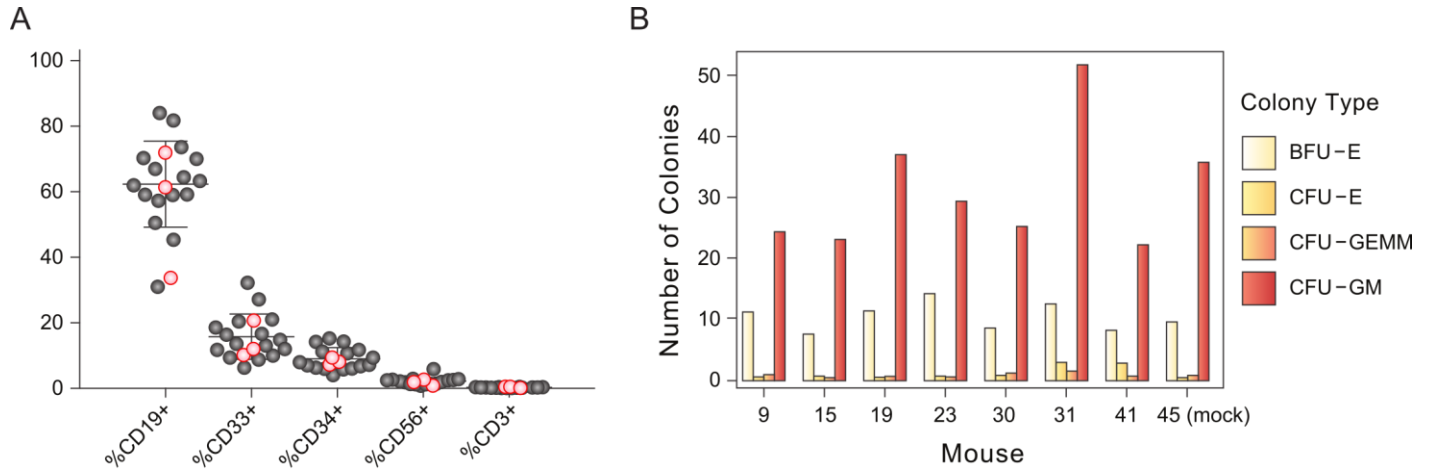 A
100
80
60
40
20
0
%CD19+
%CD33+
%CD34+
%CD56+
%CD3+
B
Number of Colonies
50
40
30
20
10
0
9 15 19 23 30 31 41 45 (mock)
Mouse
Colony Type
BFU-E
CFU-E
CFU-GEMM
CFU-GM